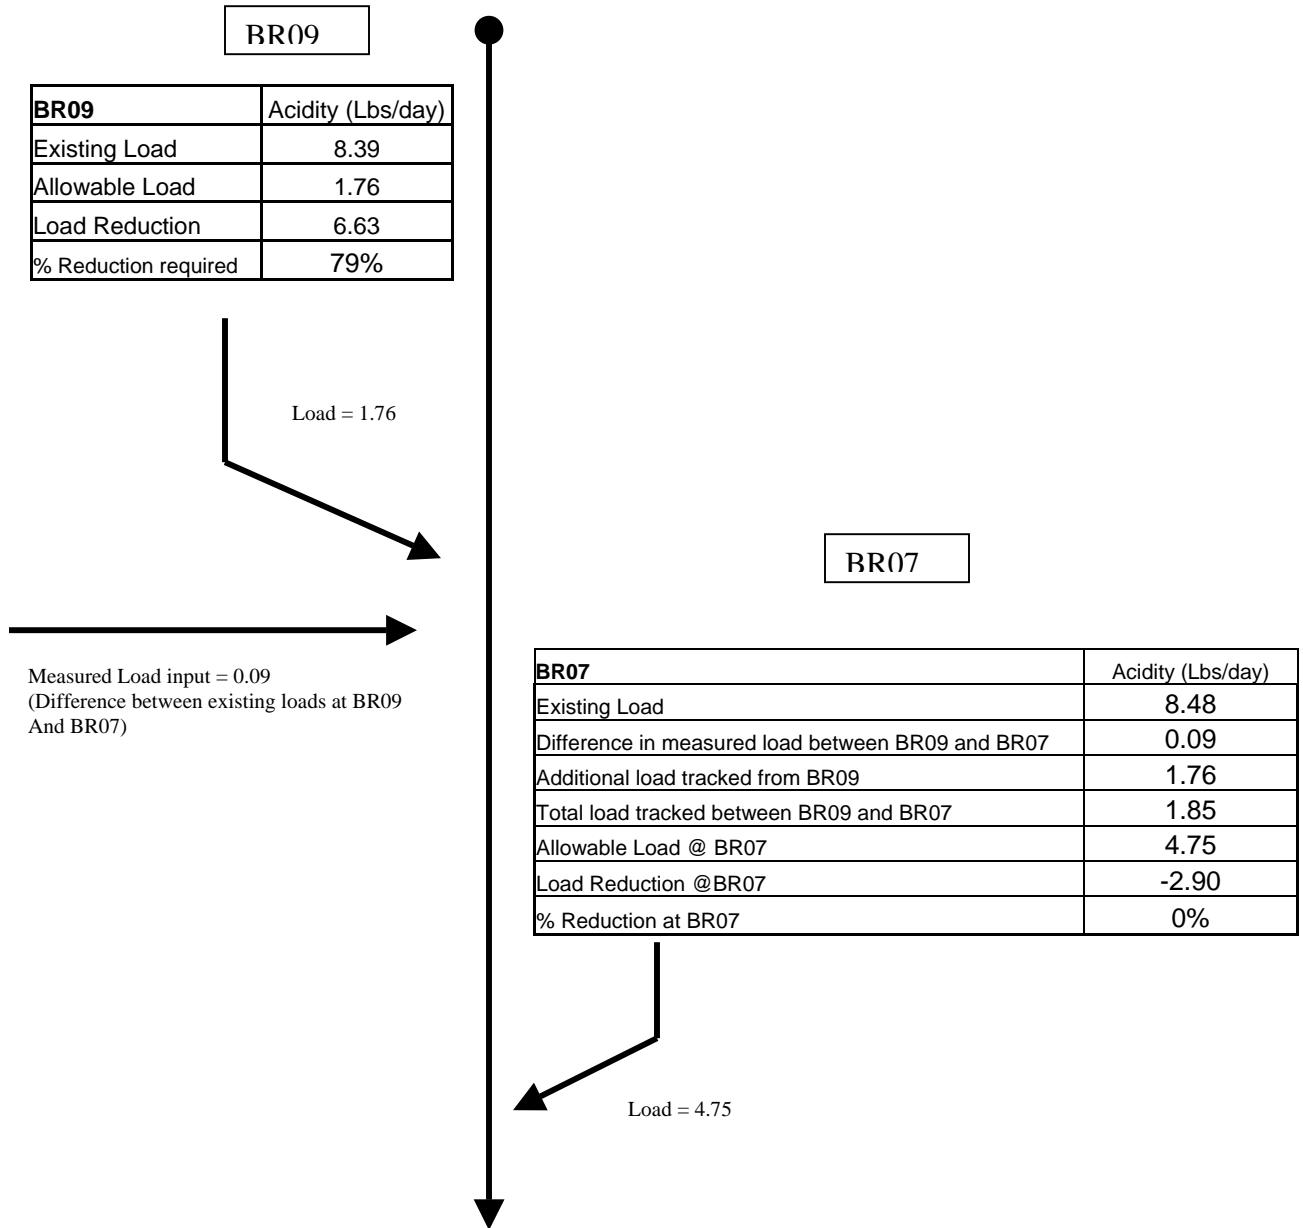 BR09
BR09 Acidity (Lbs/day)
Existing Load 8.39
Allowable Load 1.76
Load Reduction 6.63
% Reduction required 79%
Load = 1.76
BR07
Measured Load input = 0.09
(Difference between existing loads at BR09
And BR07)
BR07 Acidity (Lbs/day)
Existing Load 8.48
Difference in measured load between BR09 and BR07 0.09
Additional load tracked from BR09 1.76
Total load tracked between BR09 and BR07 1.85
Allowable Load @ BR07 4.75
Load Reduction @BR07 -2.90
% Reduction at BR07 0%
Load = 4.75